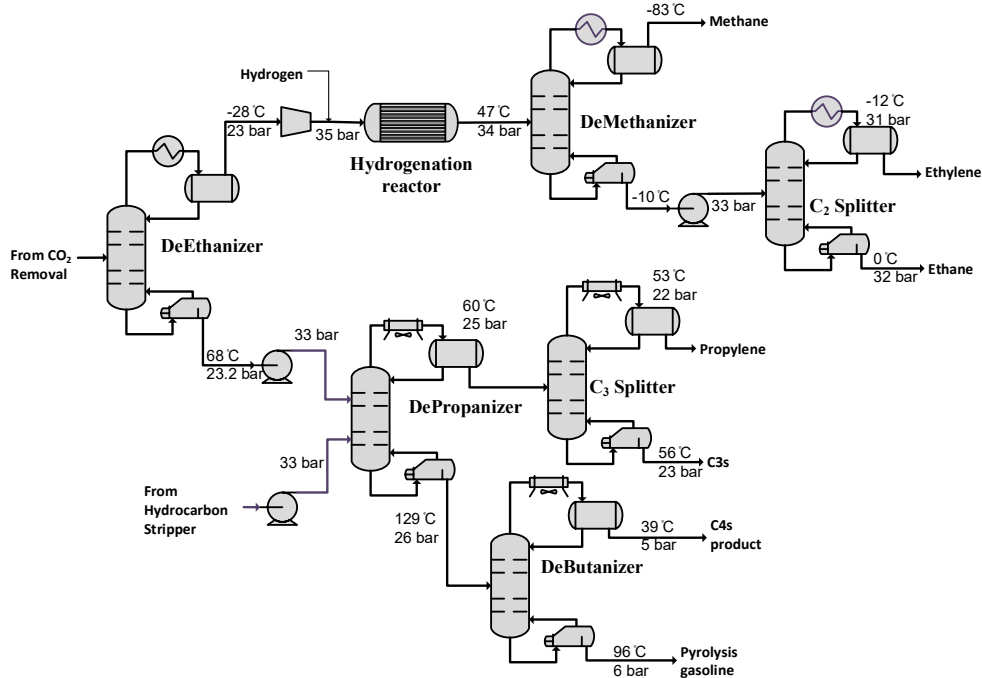 -83 ℃
Methane
Hydrogen
-28 ℃
23 bar
35 bar
47 ℃
34 bar
DeMethanizer
-12 ℃
31 bar
Hydrogenation
reactor
Ethylene
-10 ℃
33 bar
C₂ Splitter
DeEthanizer
From CO₂
Removal
0 ℃
32 bar
Ethane
53 ℃
22 bar
60 ℃
25 bar
33 bar
Propylene
68 ℃
23.2 bar
DePropanizer
C₃ Splitter
33 bar
56 ℃
23 bar
C3s
From
Hydrocarbon
Stripper
129 ℃
26 bar
39 ℃
5 bar
C4s
product
DeButanizer
96 ℃
6 bar
Pyrolysis
gasoline